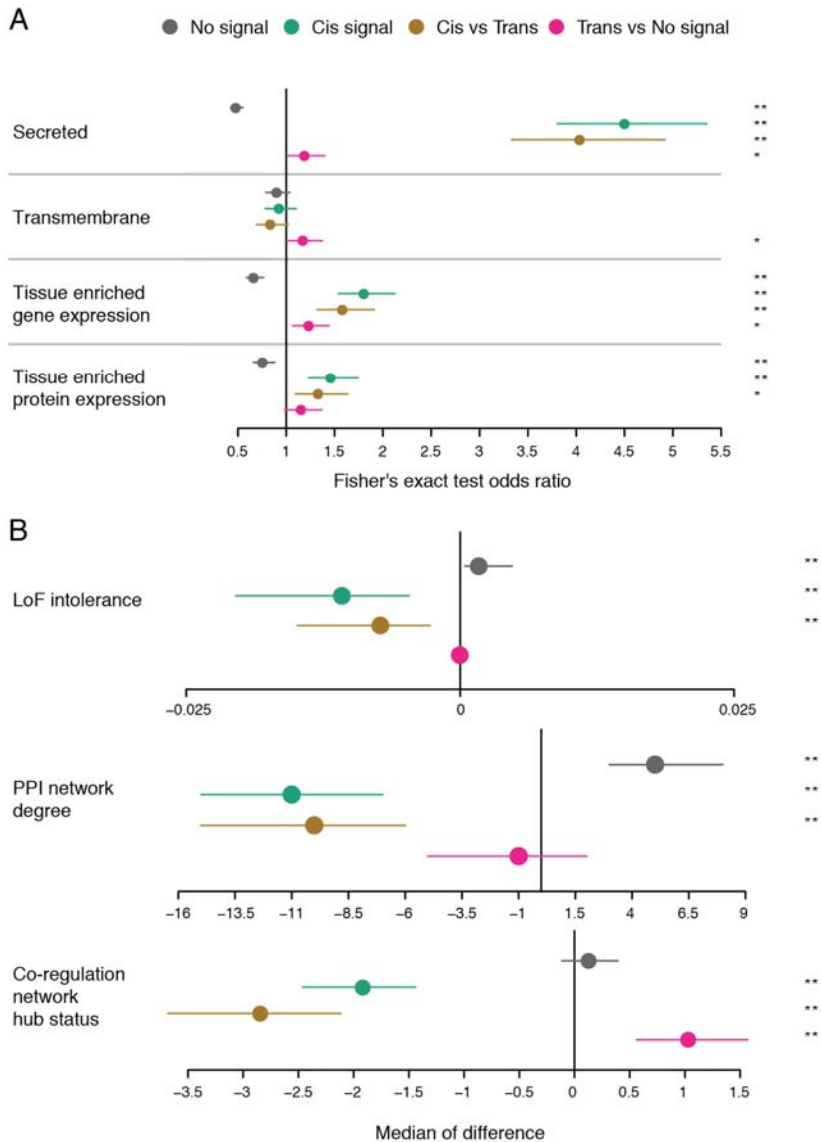 A
No signal Cis signal Cis vs Trans Trans vs No signal
Secreted
**
**
**
*
Transmembrane
*
Tissue enriched
gene expression
**
**
**
*
Tissue enriched
protein expression
**
**
*
0.5 1 1.5 2 2.5 3 3.5 4 4.5 5 5.5
Fisher's exact test odds ratio
B
LoF intolerance
**
**
**
−0.025 0 0.025
PPI network
degree
**
**
**
−16 −13.5 −11 −8.5 −6 −3.5 −1 1.5 4 6.5 9
Co-regulation
network
hub status
**
**
**
−3.5 −3 −2.5 −2 −1.5 −1 −0.5 0 0.5 1 1.5
Median of difference